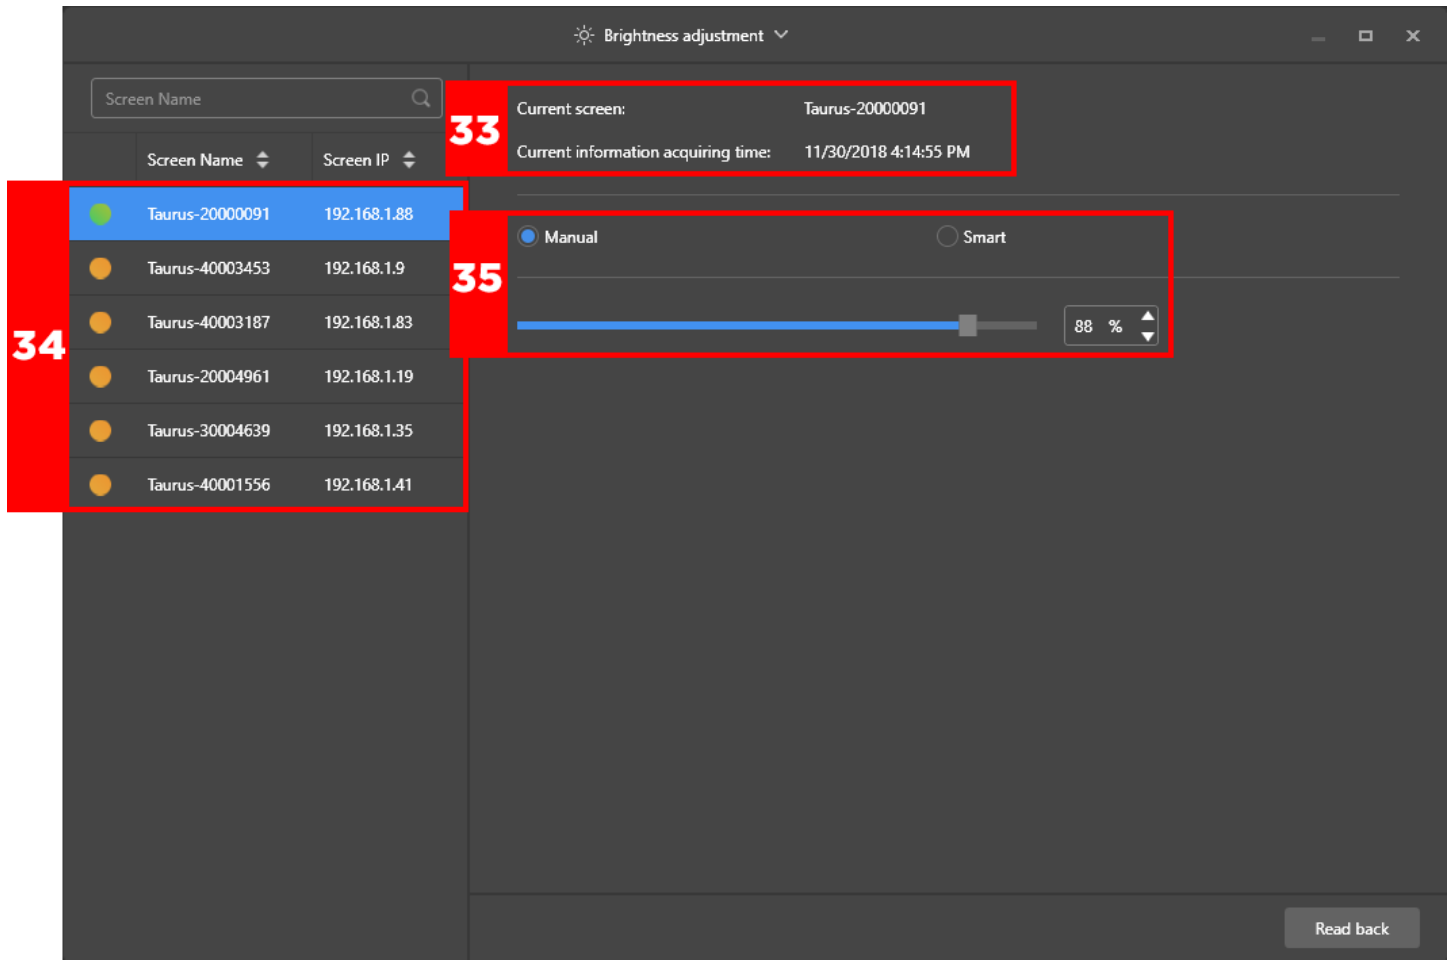 Brightness adjustment
Screen Name
33
Current screen: Taurus-20000091
Current information acquiring time: 11/30/2018 4:14:55 PM
Screen Name Screen IP
34
Taurus-20000091 192.168.1.88
Taurus-40003453 192.168.1.9
Taurus-40003187 192.168.1.83
Taurus-20004961 192.168.1.19
Taurus-30004639 192.168.1.35
Taurus-40001556 192.168.1.41
35
Manual Smart
88 %
Read back